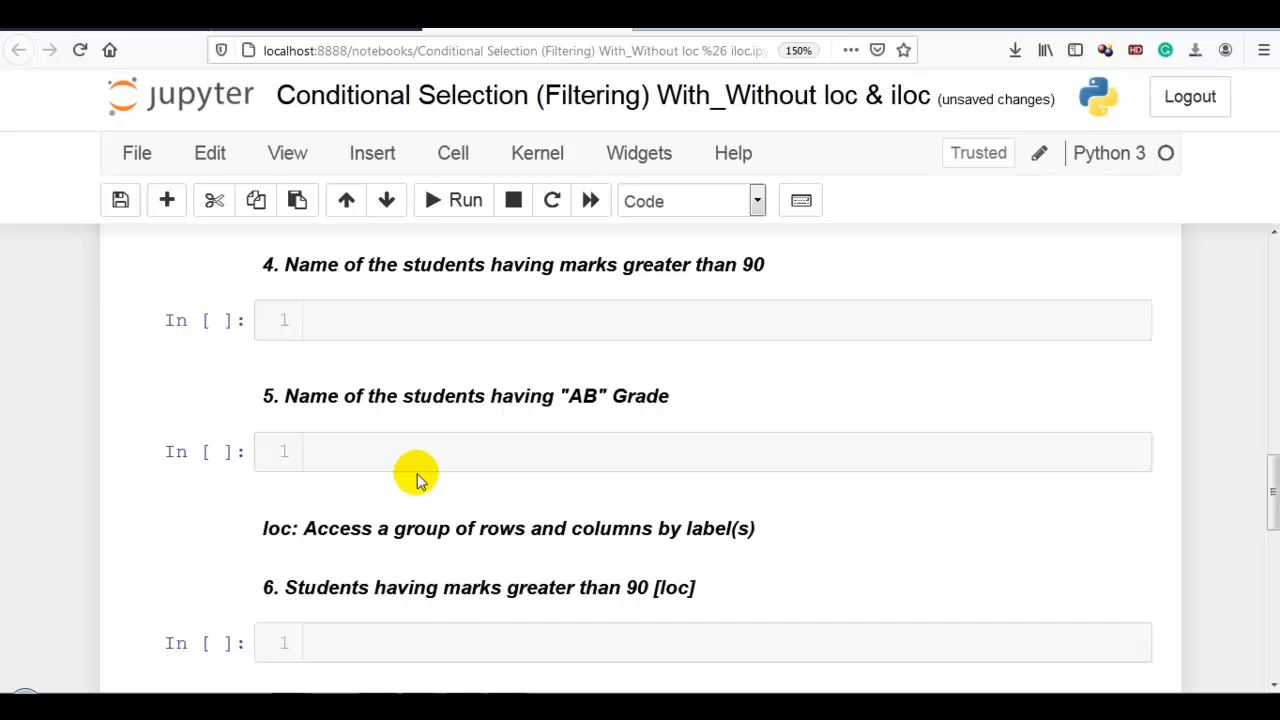 localhost:8888/notebooks/Conditional Selection (Filtering) With_Without loc %26 iloc.ipy
150%
HD
jupyter
Conditional Selection (Filtering) With_Without loc & iloc (unsaved changes)
Logout
File Edit View Insert Cell Kernel Widgets Help
Trusted
Python 3
Run
Code
4. Name of the students having marks greater than 90
In [ ]: 1
5. Name of the students having "AB" Grade
In [ ]: 1
loc: Access a group of rows and columns by label(s)
6. Students having marks greater than 90 [loc]
In [ ]: 1